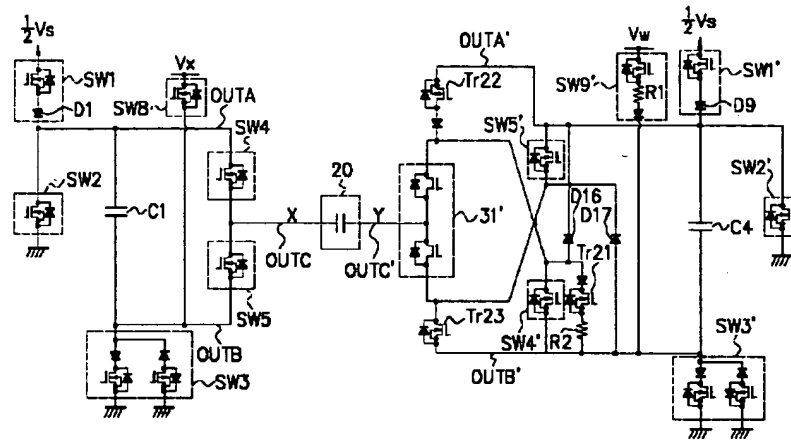 ½Vs
SW1
D1
Vx
SW8
OUTA
SW4
SW2
C1
20
X
Y
OUTC
OUTC'
SW5
OUTB
SW3
OUTA'
Tr22
Vw
SW9'
R1
½Vs
SW1'
D9
SW5'
SW2'
31'
D16
D17
Tr21
C4
Tr23
SW4'
R2
OUTB'
SW3'